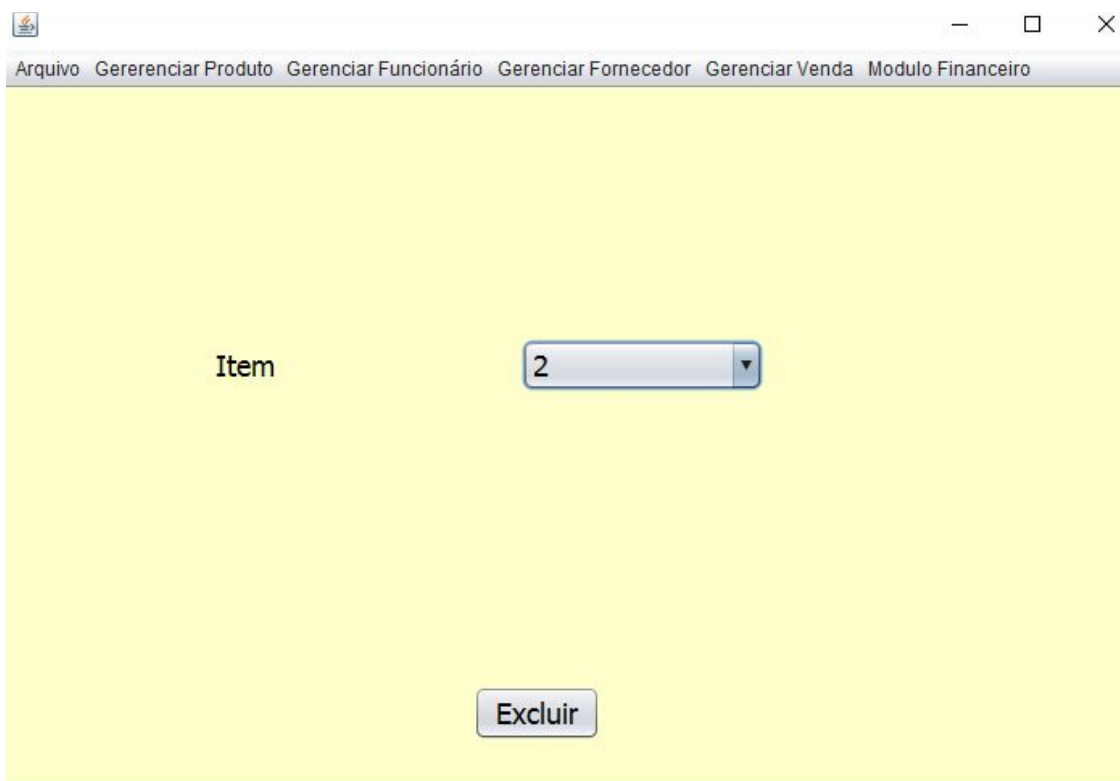 Arquivo Gererenciar Produto Gerenciar Funcionário Gerenciar Fornecedor Gerenciar Venda Modulo Financeiro
Item 2
Excluir